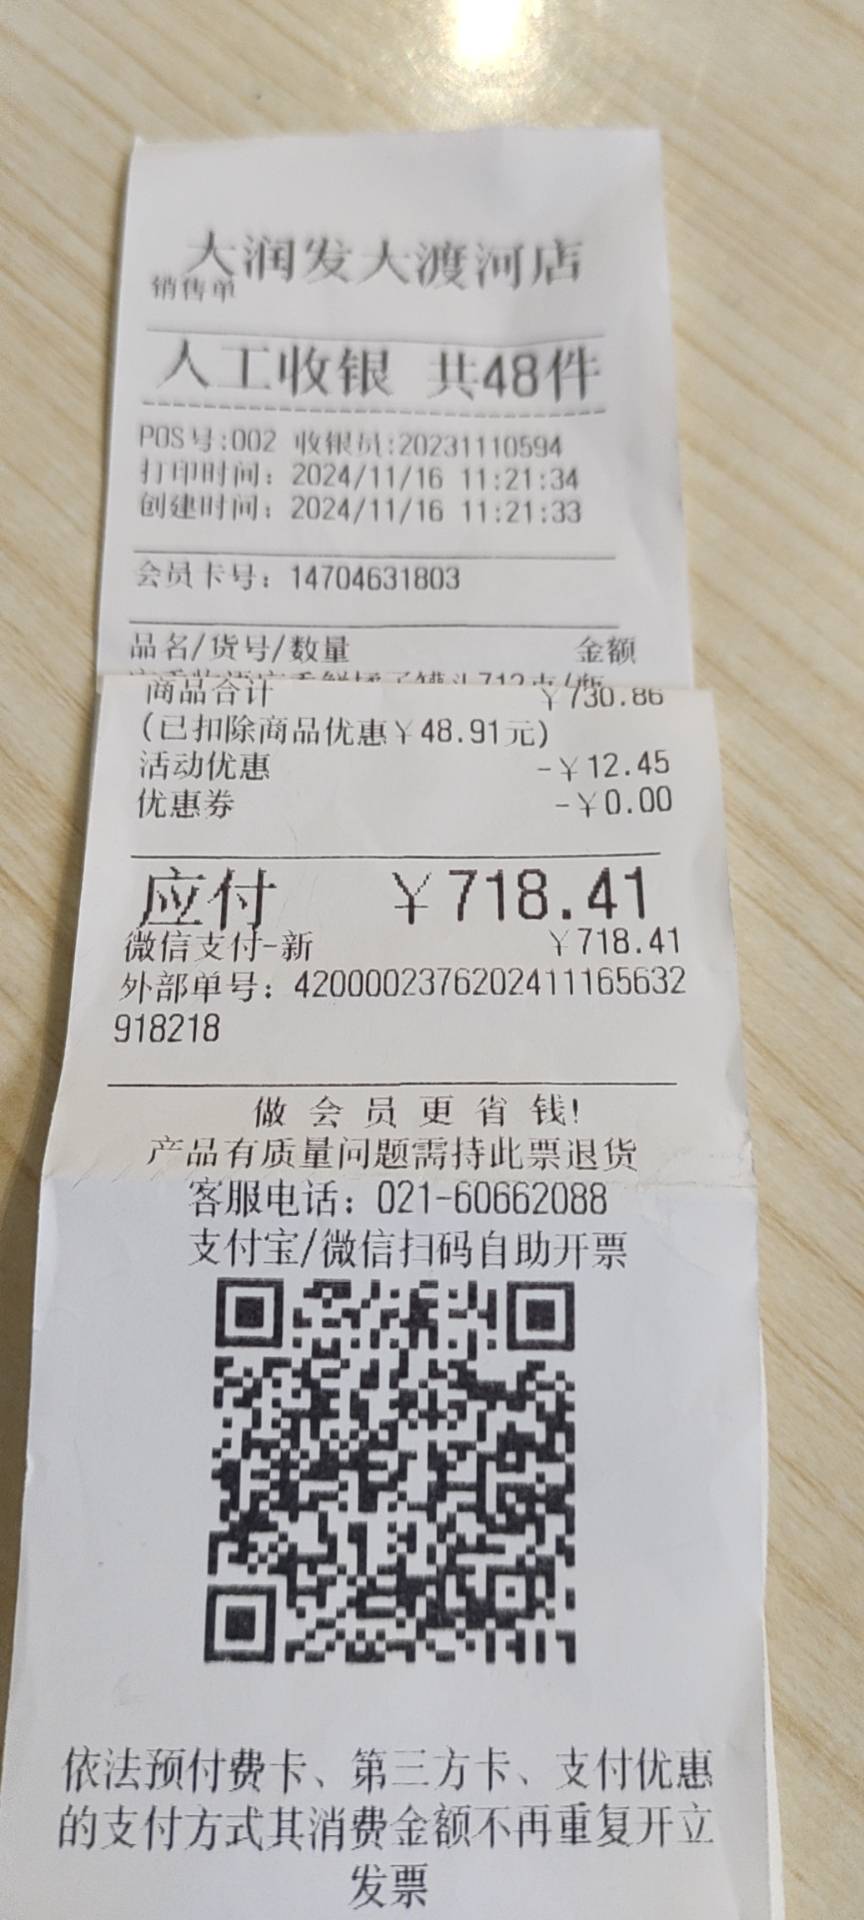 大润发大渡河店
销售单
人工收银 共48件
POS号:002 收银员:20231110594
打印时间: 2024/11/16 11:21:34
创建时间: 2024/11/16 11:21:33
会员卡号: 14704631803
品名/货号/数量 金额
商品合计 ￥730.86
(已扣除商品优惠￥48.91元)
活动优惠 -￥12.45
优惠券 -￥0.00
应付 ￥718.41
微信支付-新 ￥718.41
外部单号: 4200002376202411165632
918218
做会员更省钱!
产品有质量问题需持此票退货
客服电话: 021-60662088
支付宝/微信扫码自助开票
依法预付费卡、第三方卡、支付优惠
的支付方式其消费金额不再重复开立
发票